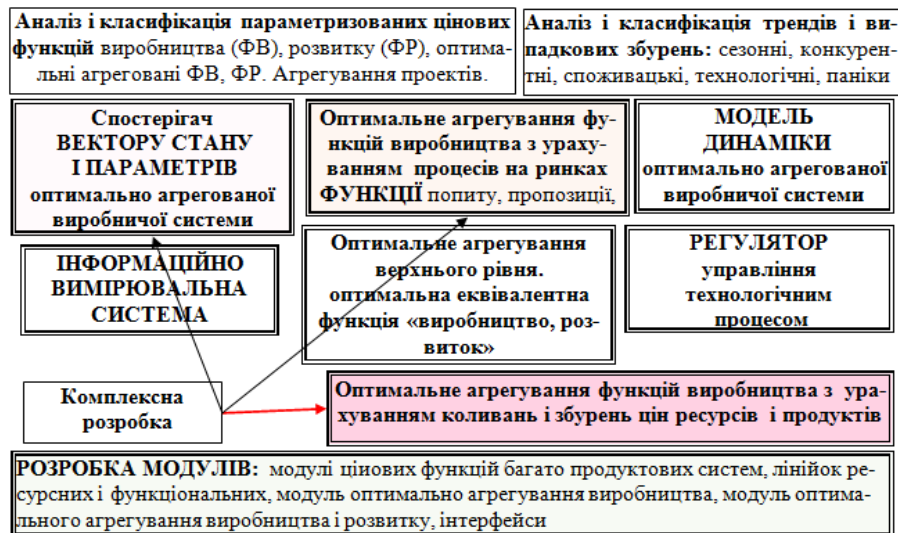 Аналіз і класифікація параметризованих цінових
функцій виробництва (ФВ), розвитку (ФР), оптима-
льні агреговані ФВ, ФР. Агрегування проектів.
Аналіз і класифікація трендів і ви-
падкових збурень: сезонні, конкурен-
тні, споживацькі, технологічні, паніки
Спостерігач
ВЕКТОРУ СТАНУ
І ПАРАМЕТРІВ
оптимально агрегованої
виробничої системи
Оптимальне агрегування фун-
кцій виробництва з ураху-
ванням процесів на ринках
ФУНКЦІЇ попиту, пропозиції,
МОДЕЛЬ
ДИНАМІКИ
оптимально агрегованої
виробничої системи
ІНФОРМАЦІЙНО
ВИМІРЮВАЛЬНА
СИСТЕМА
Оптимальне агрегування
верхнього рівня.
оптимальна еквівалентна
функція «виробництво, роз-
виток»
РЕГУЛЯТОР
управління
технологічним
процесом
Комплексна
розробка
Оптимальне агрегування функцій виробництва з ура-
хуванням коливань і збурень цін ресурсів і продуктів
РОЗРОБКА МОДУЛІВ: модулі цінових функцій багато продуктових систем, лінійок ре-
сурсних і функціональних, модуль оптимально агрегування виробництва, модуль оптима-
льного агрегування виробництва і розвитку, інтерфейси